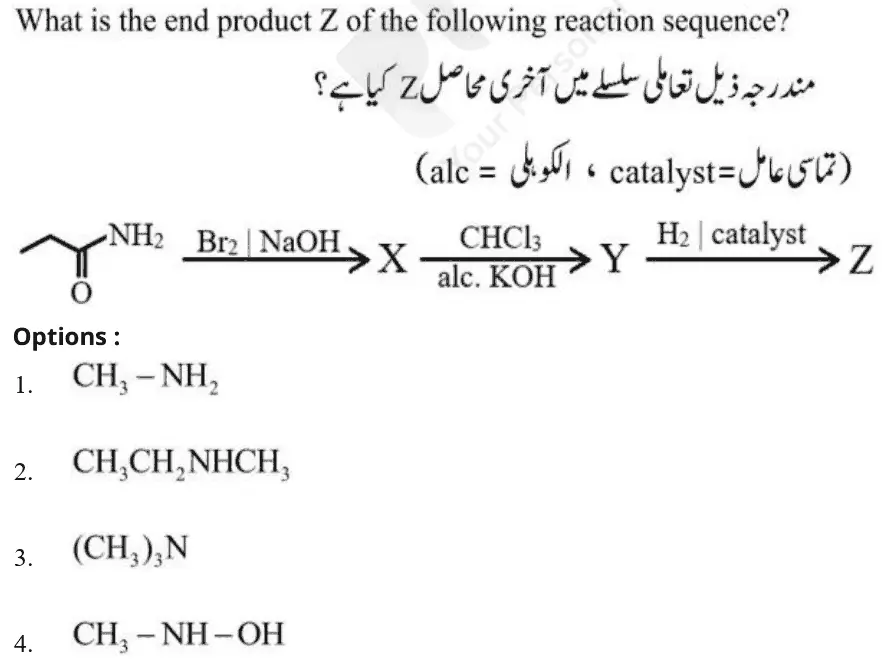 What is the end product Z of the following reaction sequence?
مندرجہ ذیل تعاملی سلسلے میں آخری محاصل Z کیا ہے؟
(تماسی عامل=catalyst ، الکوہلی = alc)
NH₂ Br₂ | NaOH X CHCl₃ Y H₂ | catalyst Z
O alc. KOH
Options :
1. CH₃ – NH₂
2. CH₃CH₂NHCH₃
3. (CH₃)₃N
4. CH₃ – NH – OH